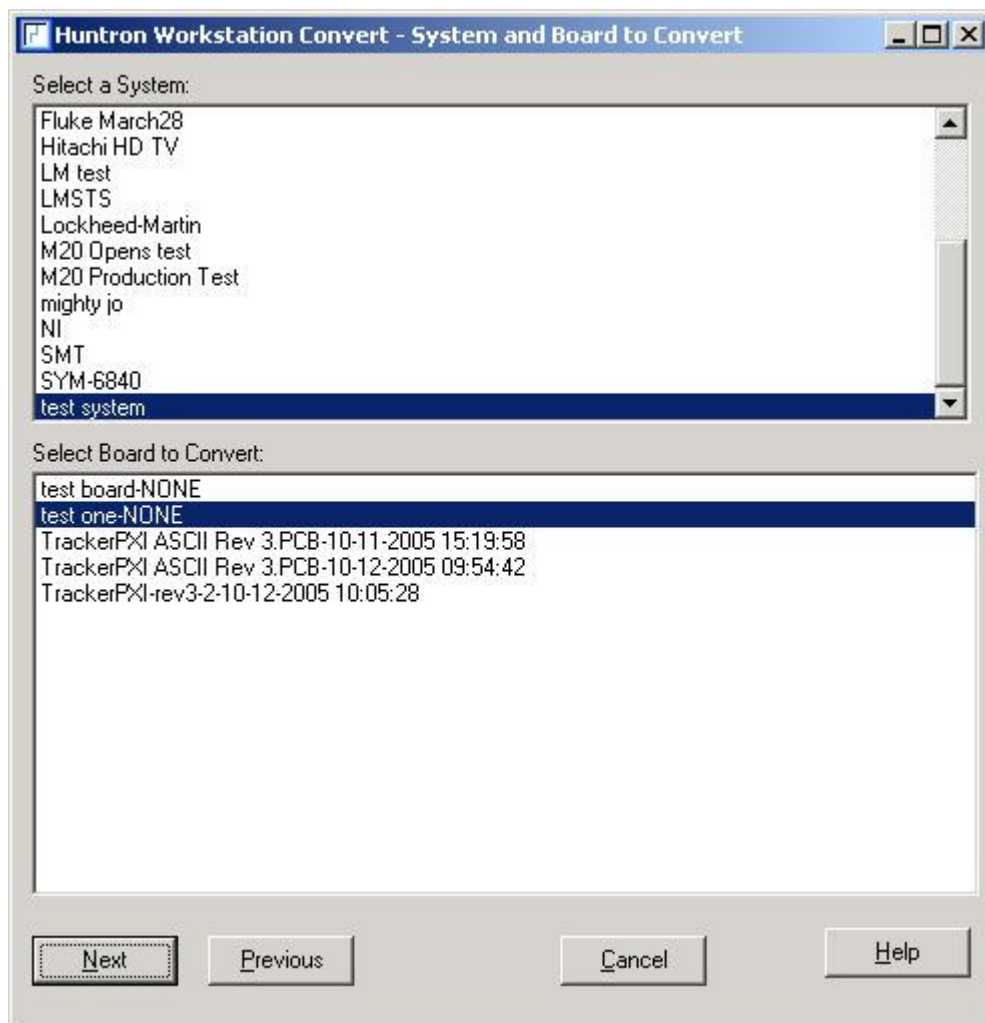 Huntron Workstation Convert - System and Board to Convert
Select a System:
Fluke March28
Hitachi HD TV
LM test
LMSTS
Lockheed-Martin
M20 Opens test
M20 Production Test
mighty jo
NI
SMT
SYM-6840
test system
Select Board to Convert:
test board-NONE
test one-NONE
TrackerPXI ASCII Rev 3.PCB-10-11-2005 15:19:58
TrackerPXI ASCII Rev 3.PCB-10-12-2005 09:54:42
TrackerPXI-rev3-2-10-12-2005 10:05:28
Next Previous Cancel Help